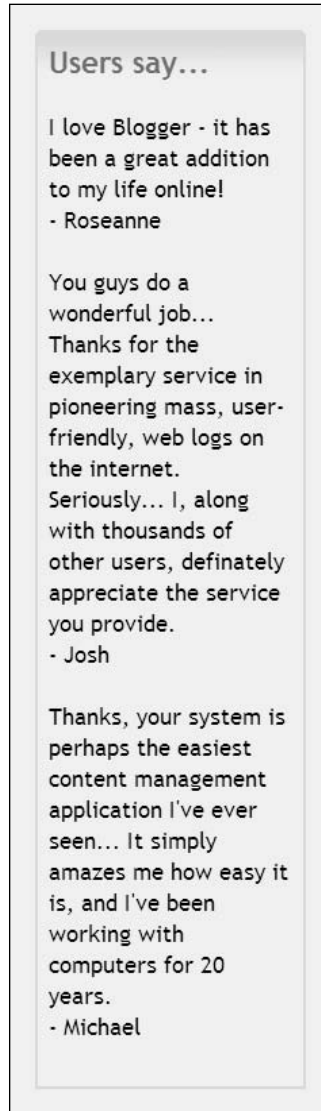 Users say...
I love Blogger - it has
been a great addition
to my life online!
- Roseanne
You guys do a
wonderful job...
Thanks for the
exemplary service in
pioneering mass, user-
friendly, web logs on
the internet.
Seriously... I, along
with thousands of
other users, definately
appreciate the service
you provide.
- Josh
Thanks, your system is
perhaps the easiest
content management
application I've ever
seen... It simply
amazes me how easy it
is, and I've been
working with
computers for 20
years.
- Michael